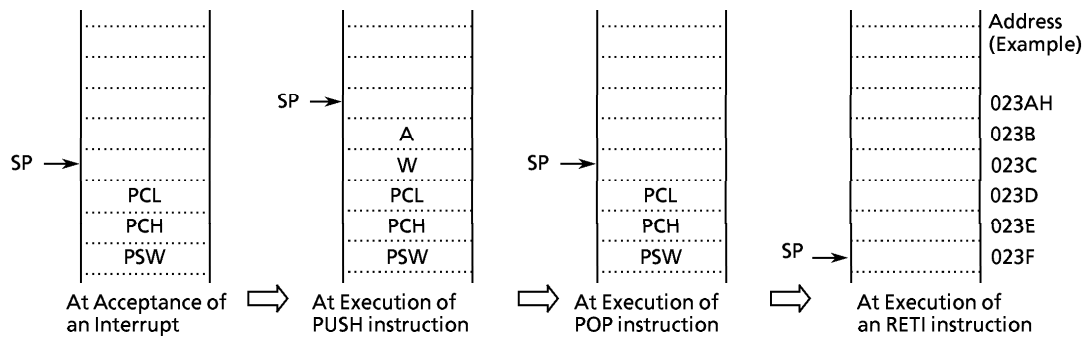 Address
(Example)
SP
023AH
A
023B
SP
W
SP
023C
PCL
PCL
PCL
023D
PCH
PCH
PCH
023E
PSW
PSW
PSW
SP
023F
At Acceptance of
an Interrupt
At Execution of
PUSH instruction
At Execution of
POP instruction
At Execution of
an RETI instruction